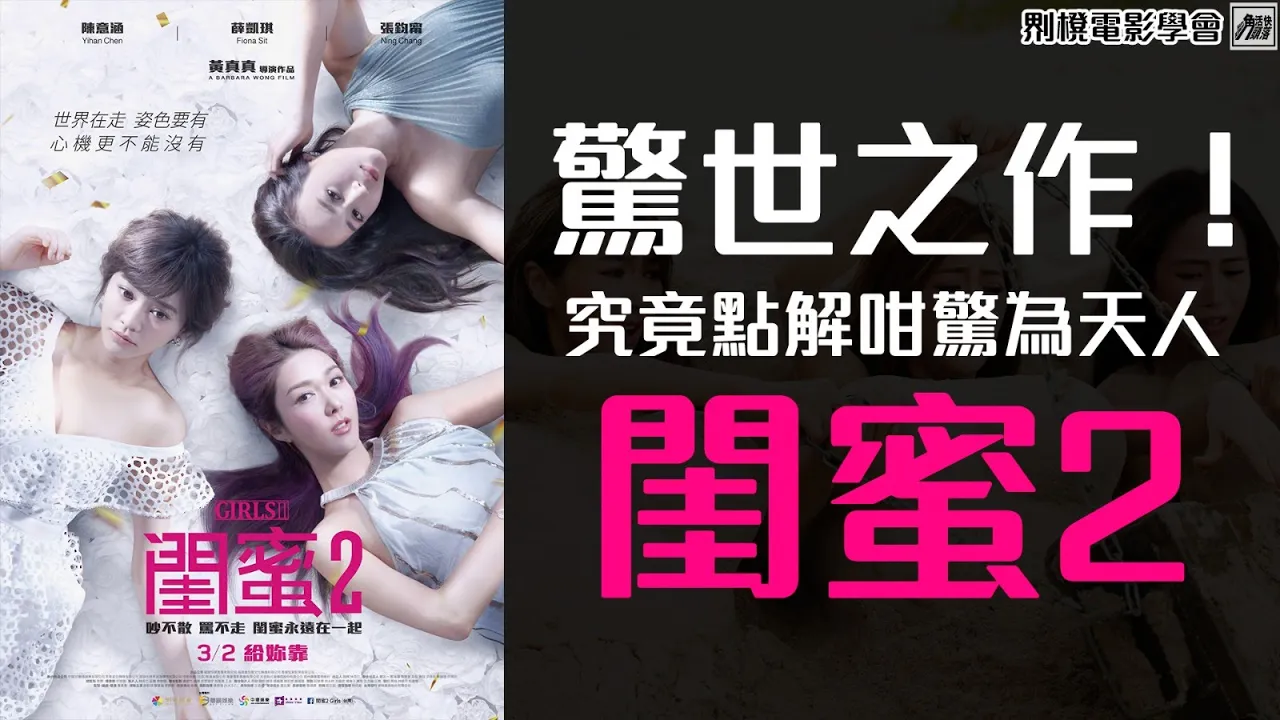 陳意涵
Yihan Chen
薛凱琪
Fiona Sit
張鈞甯
Ning Chang
黃真真 導演作品
A BARBARA WONG FILM
世界在走 姿色要有
心機更不能沒有
GIRLS II
閨蜜2
吵不散 罵不走 閨蜜永遠在一起
3/2 給妳靠
𠝹櫈電影學會
驚世之作！
究竟點解咁驚為天人
閨蜜2